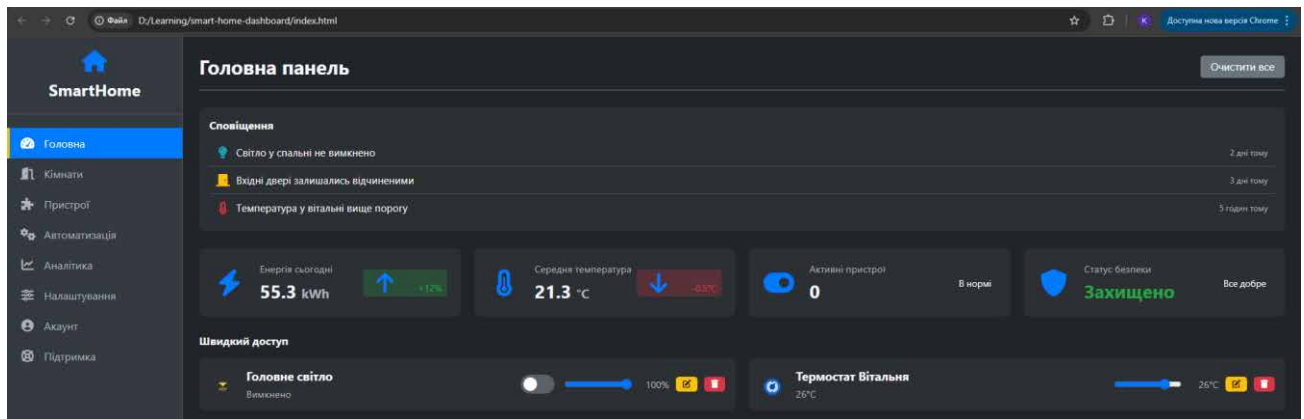 Файл D:/Learning/smart-home-dashboard/index.html
K Доступна нова версія Chrome
SmartHome
Головна
Кімнати
Пристрої
Автоматизація
Аналітика
Налаштування
Акаунт
Підтримка
Головна панель
Очистити все
Сповіщення
Світло у спальні не вимкнено 2 дні тому
Вхідні двері залишались відчиненими 3 дні тому
Температура у вітальні вище порогу 5 годин тому
Енергія сьогодні
55.3 kWh
+12%
Середня температура
21.3 °C
-0.5°C
Активні пристрої
0
В нормі
Статус безпеки
Захищено
Все добре
Швидкий доступ
Головне світло
Вимкнено
100%
Термостат Вітальня
26°C
26°C